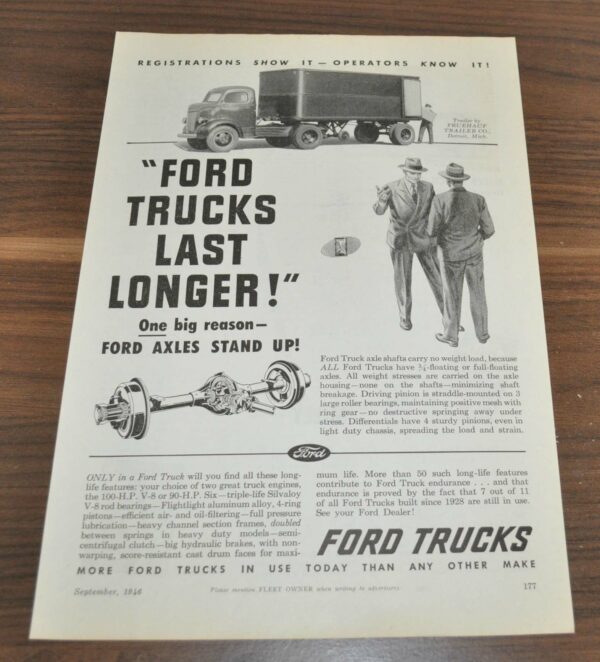 REGISTRATIONS SHOW IT — OPERATORS KNOW IT!
Trailer by
FRUEHAUF
TRAILER CO.,
Detroit, Mich.
"FORD
TRUCKS
LAST
LONGER!"
One big reason—
FORD AXLES STAND UP!
Ford Truck axle shafts carry no weight load, because
ALL Ford Trucks have ¾-floating or full-floating
axles. All weight stresses are carried on the axle
housing—none on the shafts—minimizing shaft
breakage. Driving pinion is straddle-mounted on 3
large roller bearings, maintaining positive mesh with
ring gear—no destructive springing away under
stress. Differentials have 4 sturdy pinions, even in
light duty chassis, spreading the load and strain.
Ford
ONLY in a Ford Truck will you find all these long-
life features: your choice of two great truck engines,
the 100-H.P. V-8 or 90-H.P. Six—triple-life Silvaloy
V-8 rod bearings—Flightlight aluminum alloy, 4-ring
pistons—efficient air- and oil-filtering—full pressure
lubrication—heavy channel section frames, doubled
between springs in heavy duty models—semi-
centrifugal clutch—big hydraulic brakes, with non-
warping, score-resistant cast drum faces for maxi-
mum life. More than 50 such long-life features
contribute to Ford Truck endurance . . . and that
endurance is proved by the fact that 7 out of 11
of all Ford Trucks built since 1928 are still in use.
See your Ford Dealer!
FORD TRUCKS
MORE FORD TRUCKS IN USE TODAY THAN ANY OTHER MAKE
September, 1946
Please mention FLEET OWNER when writing to advertisers
177